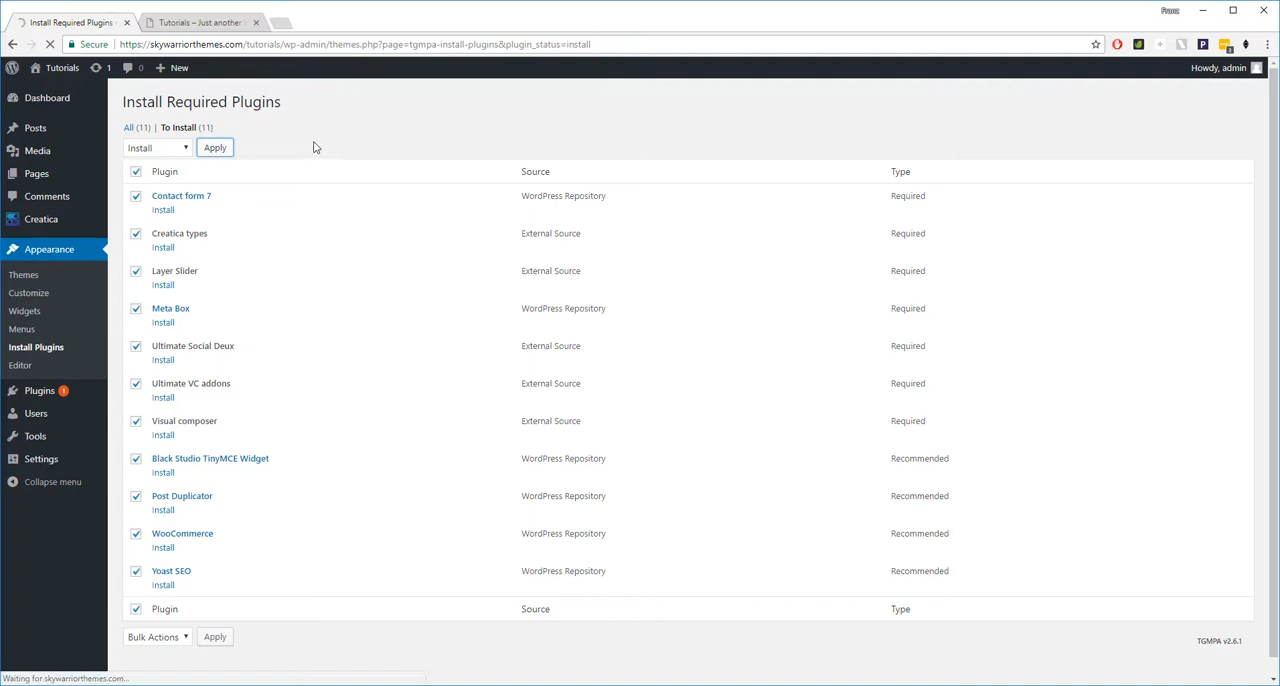 Install Required Plugins
Tutorials – Just another
Franz
Secure https://skywarriorthemes.com/tutorials/wp-admin/themes.php?page=tgmpa-install-plugins&plugin_status=install
Tutorials 1 0 New Howdy, admin
Dashboard
Posts
Media
Pages
Comments
Creatica
Appearance
Themes
Customize
Widgets
Menus
Install Plugins
Editor
Plugins 1
Users
Tools
Settings
Collapse menu
Install Required Plugins
All (11) | To Install (11)
Install Apply
Plugin Source Type
Contact form 7 WordPress Repository Required
Install
Creatica types External Source Required
Install
Layer Slider External Source Required
Install
Meta Box WordPress Repository Required
Install
Ultimate Social Deux External Source Required
Install
Ultimate VC addons External Source Required
Install
Visual composer External Source Required
Install
Black Studio TinyMCE Widget WordPress Repository Recommended
Install
Post Duplicator WordPress Repository Recommended
Install
WooCommerce WordPress Repository Recommended
Install
Yoast SEO WordPress Repository Recommended
Install
Plugin Source Type
Bulk Actions Apply
TGMPA v2.6.1
Waiting for skywarriorthemes.com...